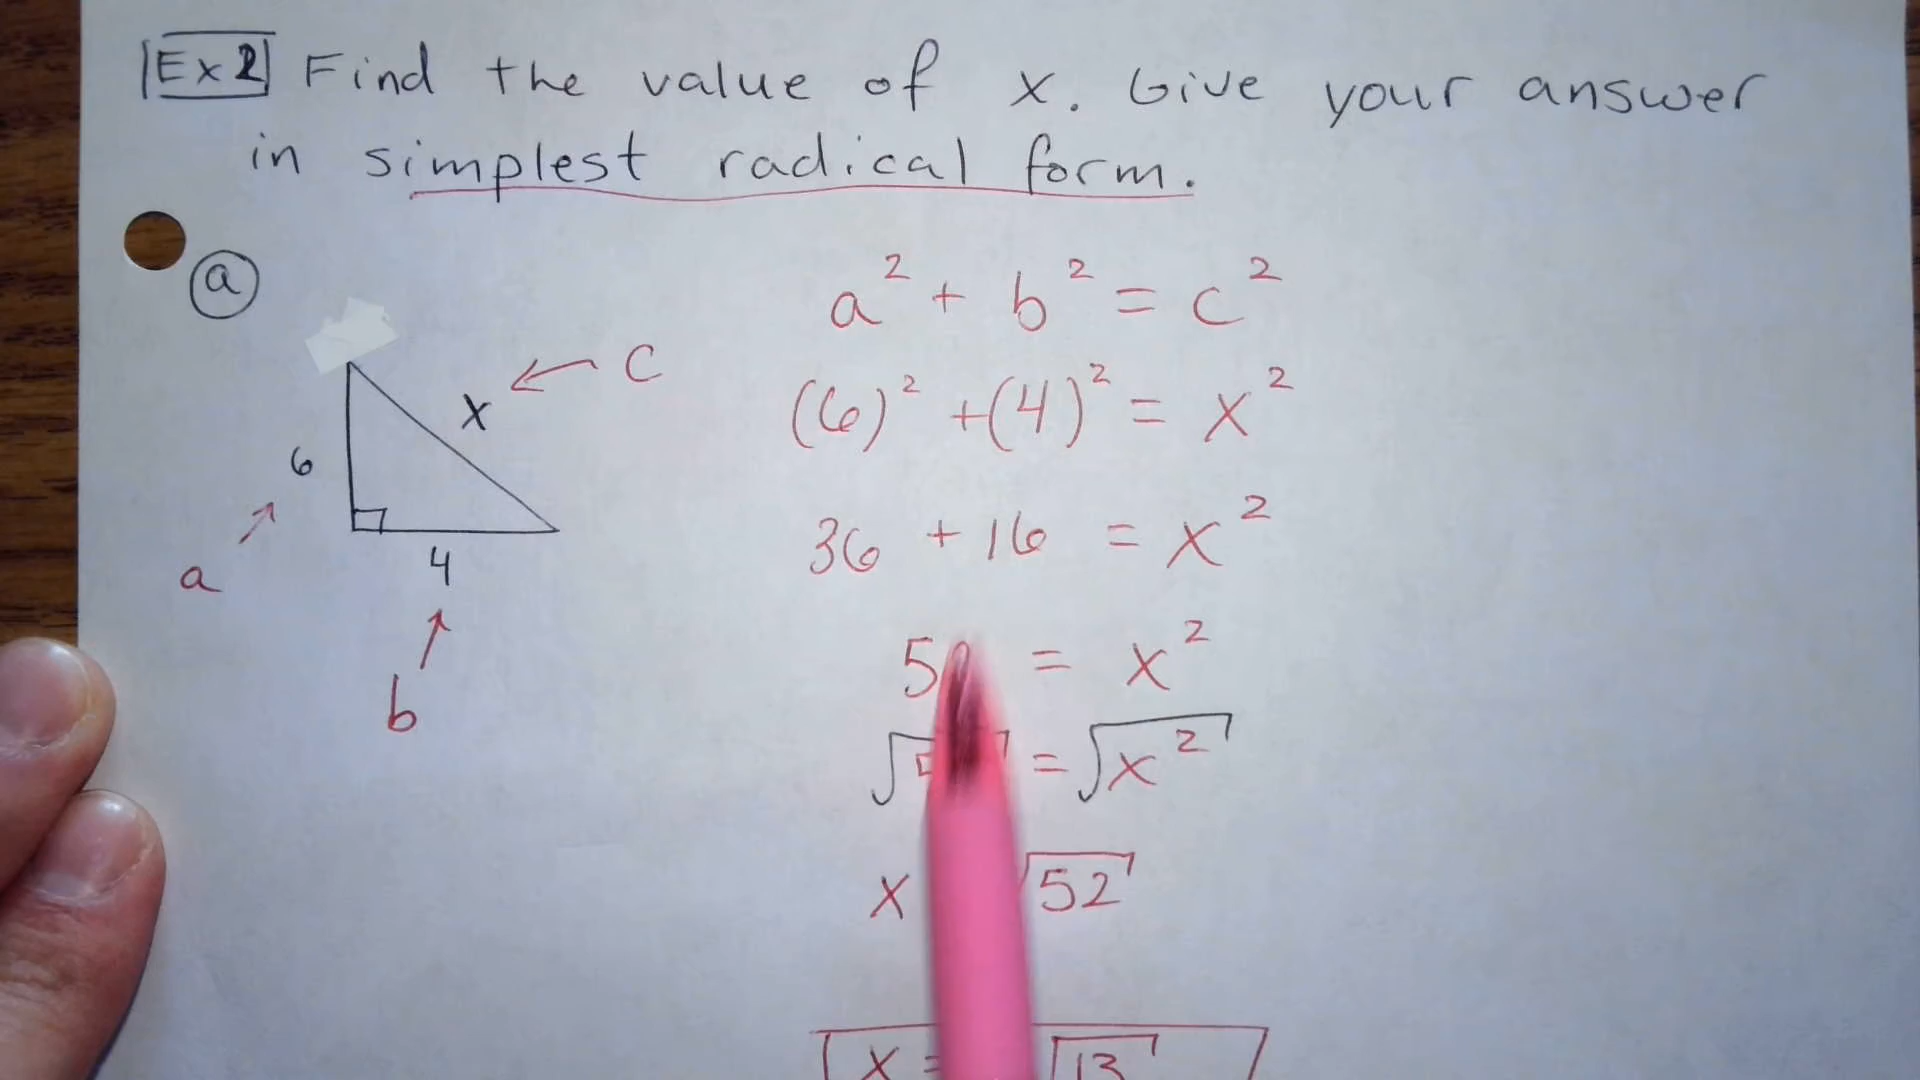 Ex 2 Find the value of x. Give your answer
in simplest radical form.
a
a² + b² = c²
x ← c
(6)² + (4)² = x²
6
36 + 16 = x²
4
a
b
= x²
= √x²
x √52
x = √13